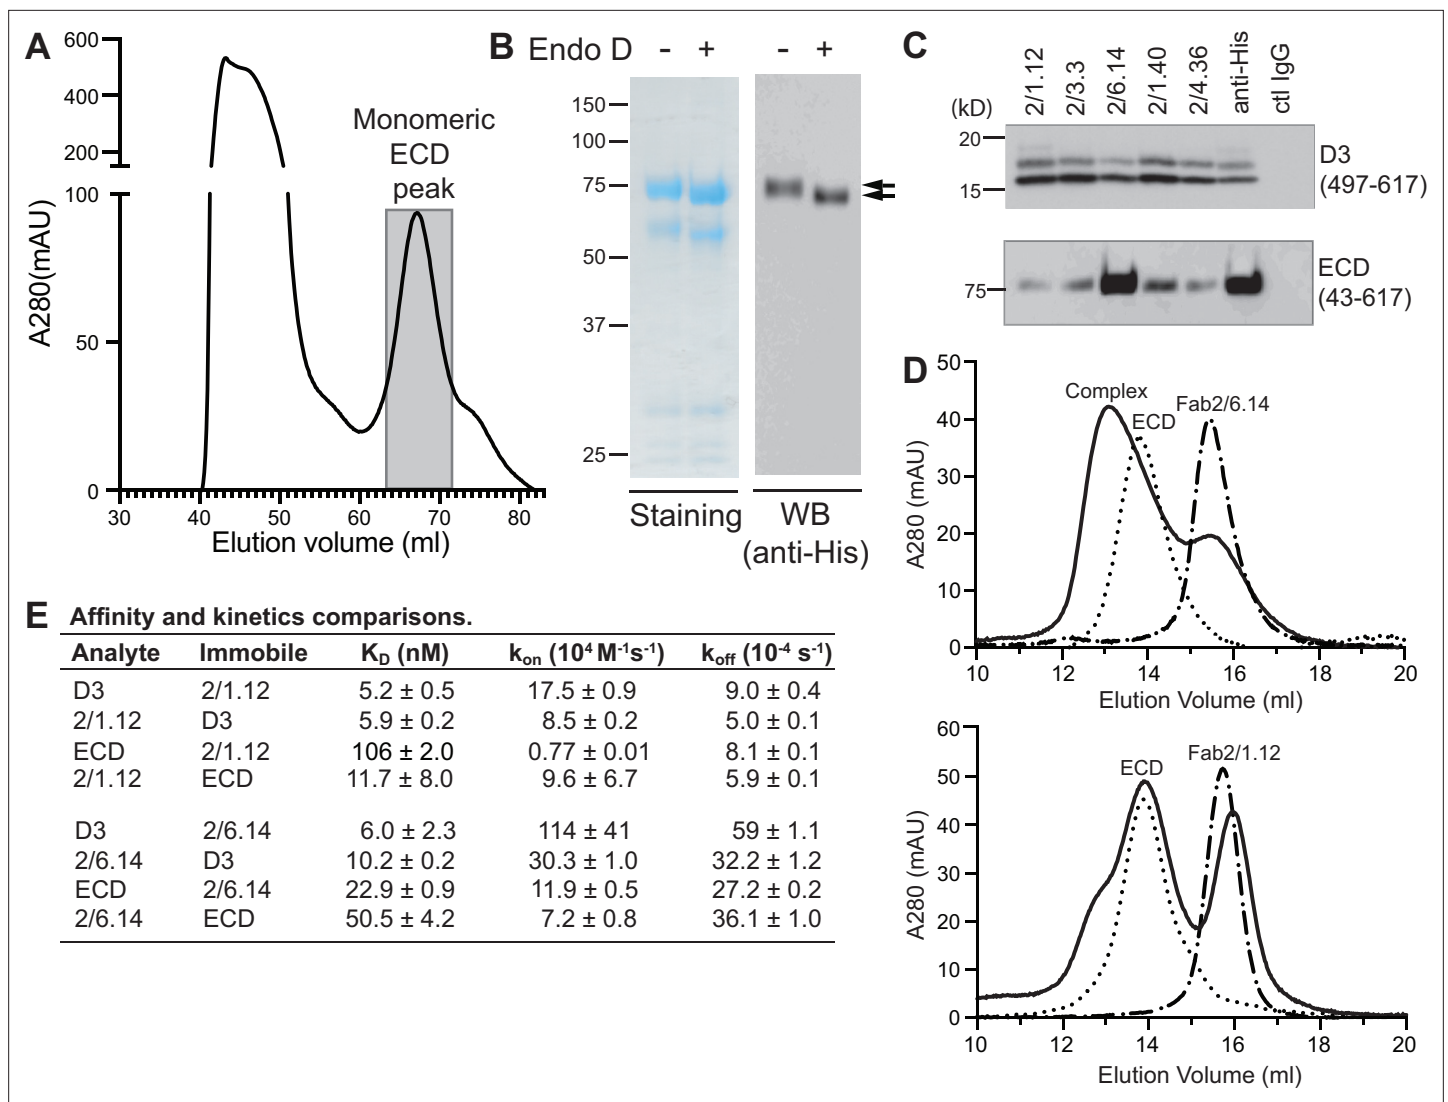 A
600
400
200
100
50
0
A280(mAU)
Monomeric
ECD
peak
30 40 50 60 70 80
Elution volume (ml)
B
Endo D - + - +
150
100
75
50
37
25
Staining
WB
(anti-His)
C
(kD)
2/1.12
2/3.3
2/6.14
2/1.40
2/4.36
anti-His
ctl IgG
20
15
D3
(497-617)
75
ECD
(43-617)
D
50
40
30
20
10
0
A280 (mAU)
Complex
ECD
Fab2/6.14
10 12 14 16 18 20
Elution Volume (ml)
60
50
40
30
20
10
0
A280 (mAU)
ECD
Fab2/1.12
10 12 14 16 18 20
Elution Volume (ml)
E Affinity and kinetics comparisons.
Analyte Immobile K_D (nM) k_on (10⁴ M⁻¹s⁻¹) k_off (10⁻⁴ s⁻¹)
D3 2/1.12 5.2 ± 0.5 17.5 ± 0.9 9.0 ± 0.4
2/1.12 D3 5.9 ± 0.2 8.5 ± 0.2 5.0 ± 0.1
ECD 2/1.12 106 ± 2.0 0.77 ± 0.01 8.1 ± 0.1
2/1.12 ECD 11.7 ± 8.0 9.6 ± 6.7 5.9 ± 0.1
D3 2/6.14 6.0 ± 2.3 114 ± 41 59 ± 1.1
2/6.14 D3 10.2 ± 0.2 30.3 ± 1.0 32.2 ± 1.2
ECD 2/6.14 22.9 ± 0.9 11.9 ± 0.5 27.2 ± 0.2
2/6.14 ECD 50.5 ± 4.2 7.2 ± 0.8 36.1 ± 1.0